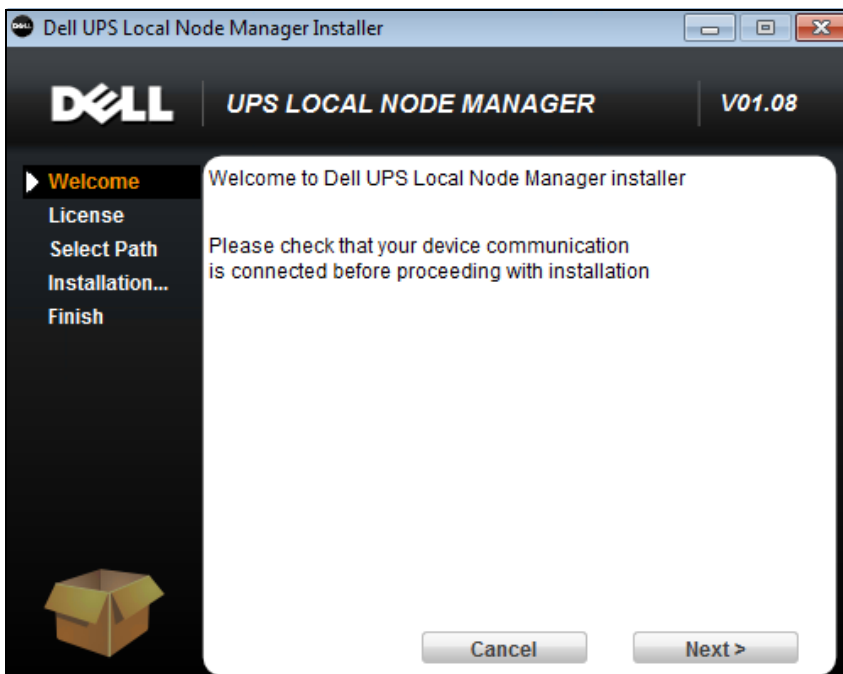 Dell UPS Local Node Manager Installer
DELL
UPS LOCAL NODE MANAGER
V01.08
Welcome
License
Select Path
Installation...
Finish
Welcome to Dell UPS Local Node Manager installer
Please check that your device communication
is connected before proceeding with installation
Cancel
Next >